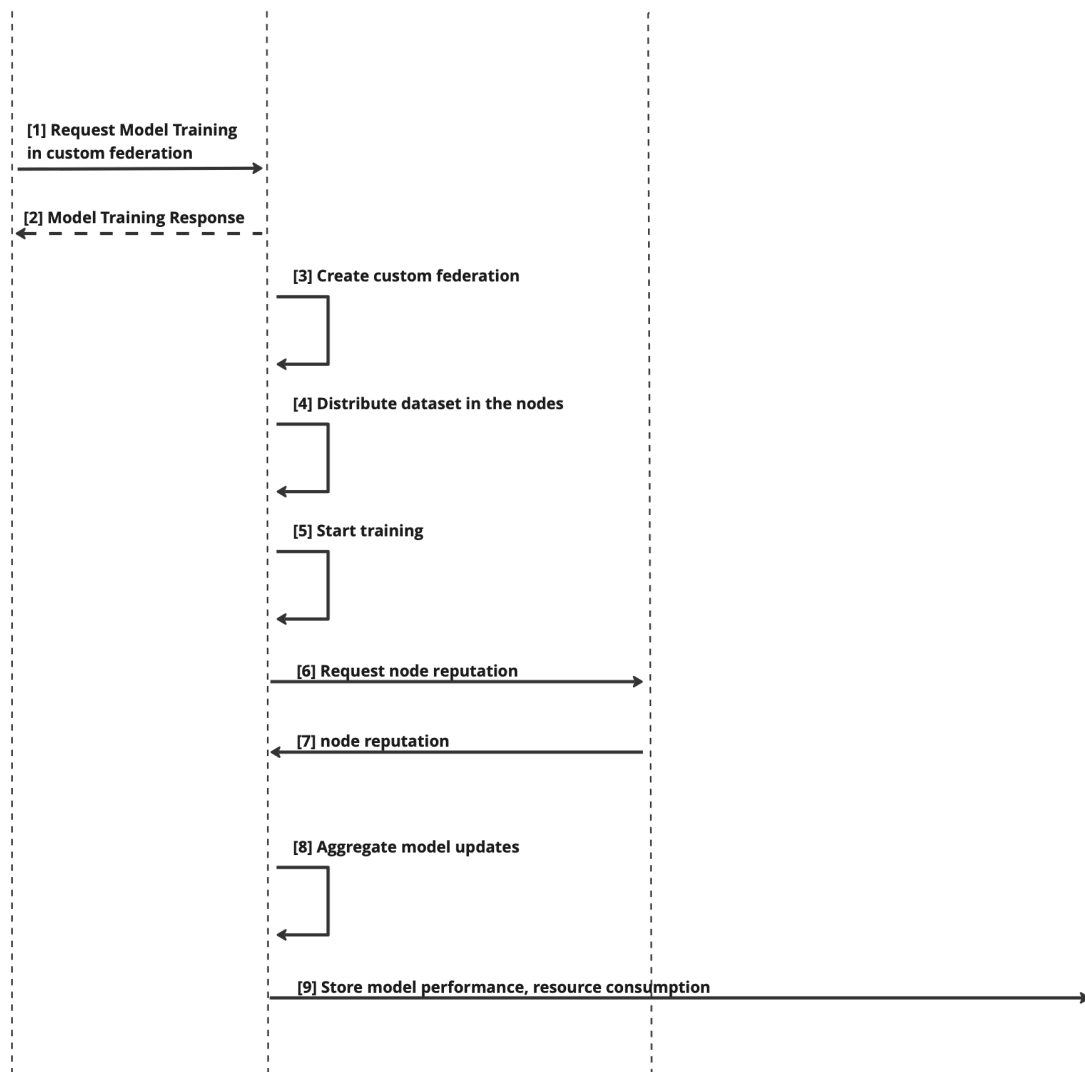 [1] Request Model Training
in custom federation
[2] Model Training Response
[3] Create custom federation
[4] Distribute dataset in the nodes
[5] Start training
[6] Request node reputation
[7] node reputation
[8] Aggregate model updates
[9] Store model performance, resource consumption